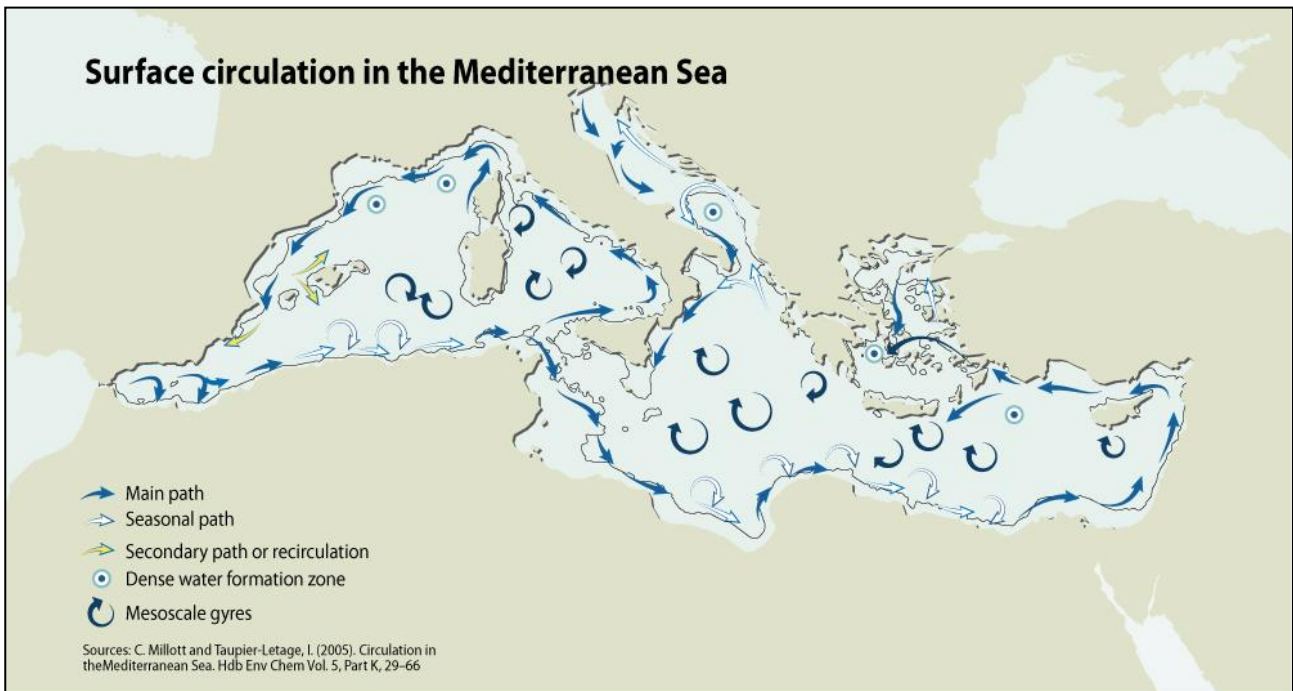 Surface circulation in the Mediterranean Sea
Main path
Seasonal path
Secondary path or recirculation
Dense water formation zone
Mesoscale gyres
Sources: C. Millott and Taupier-Letage, I. (2005). Circulation in
theMediterranean Sea. Hdb Env Chem Vol. 5, Part K, 29–66